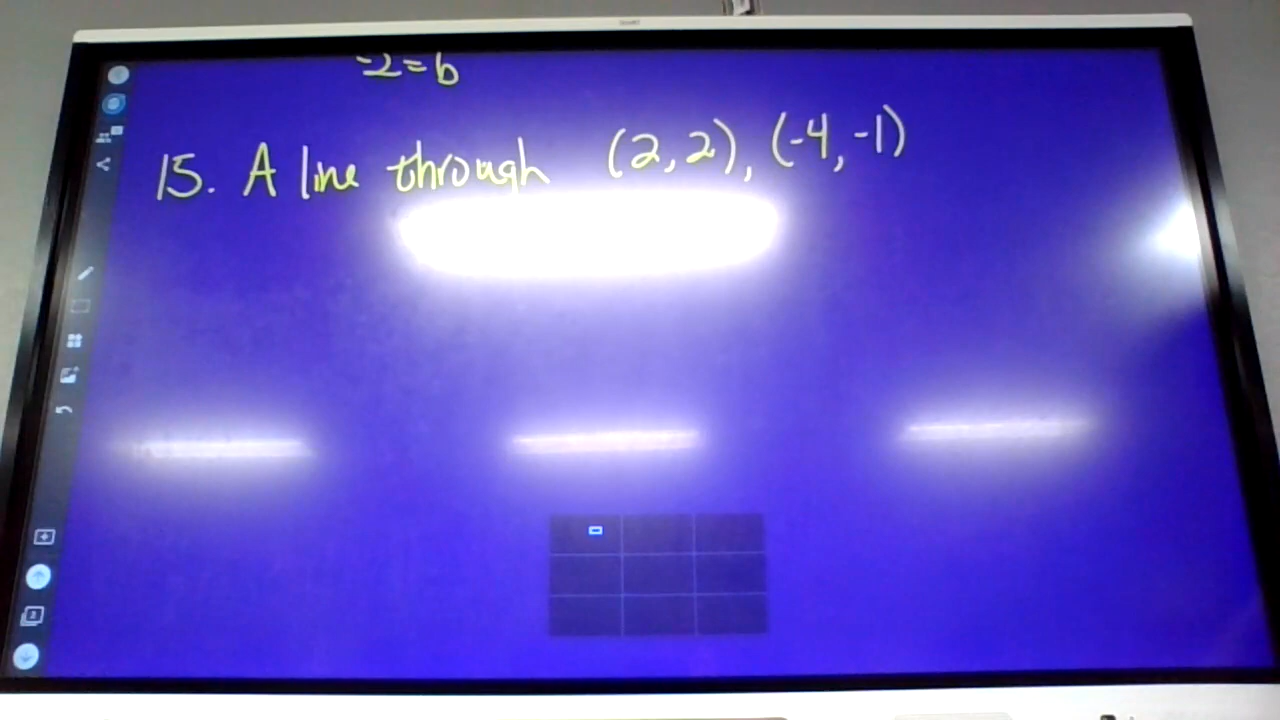 -2=b
15. A line through (2,2), (-4,-1)